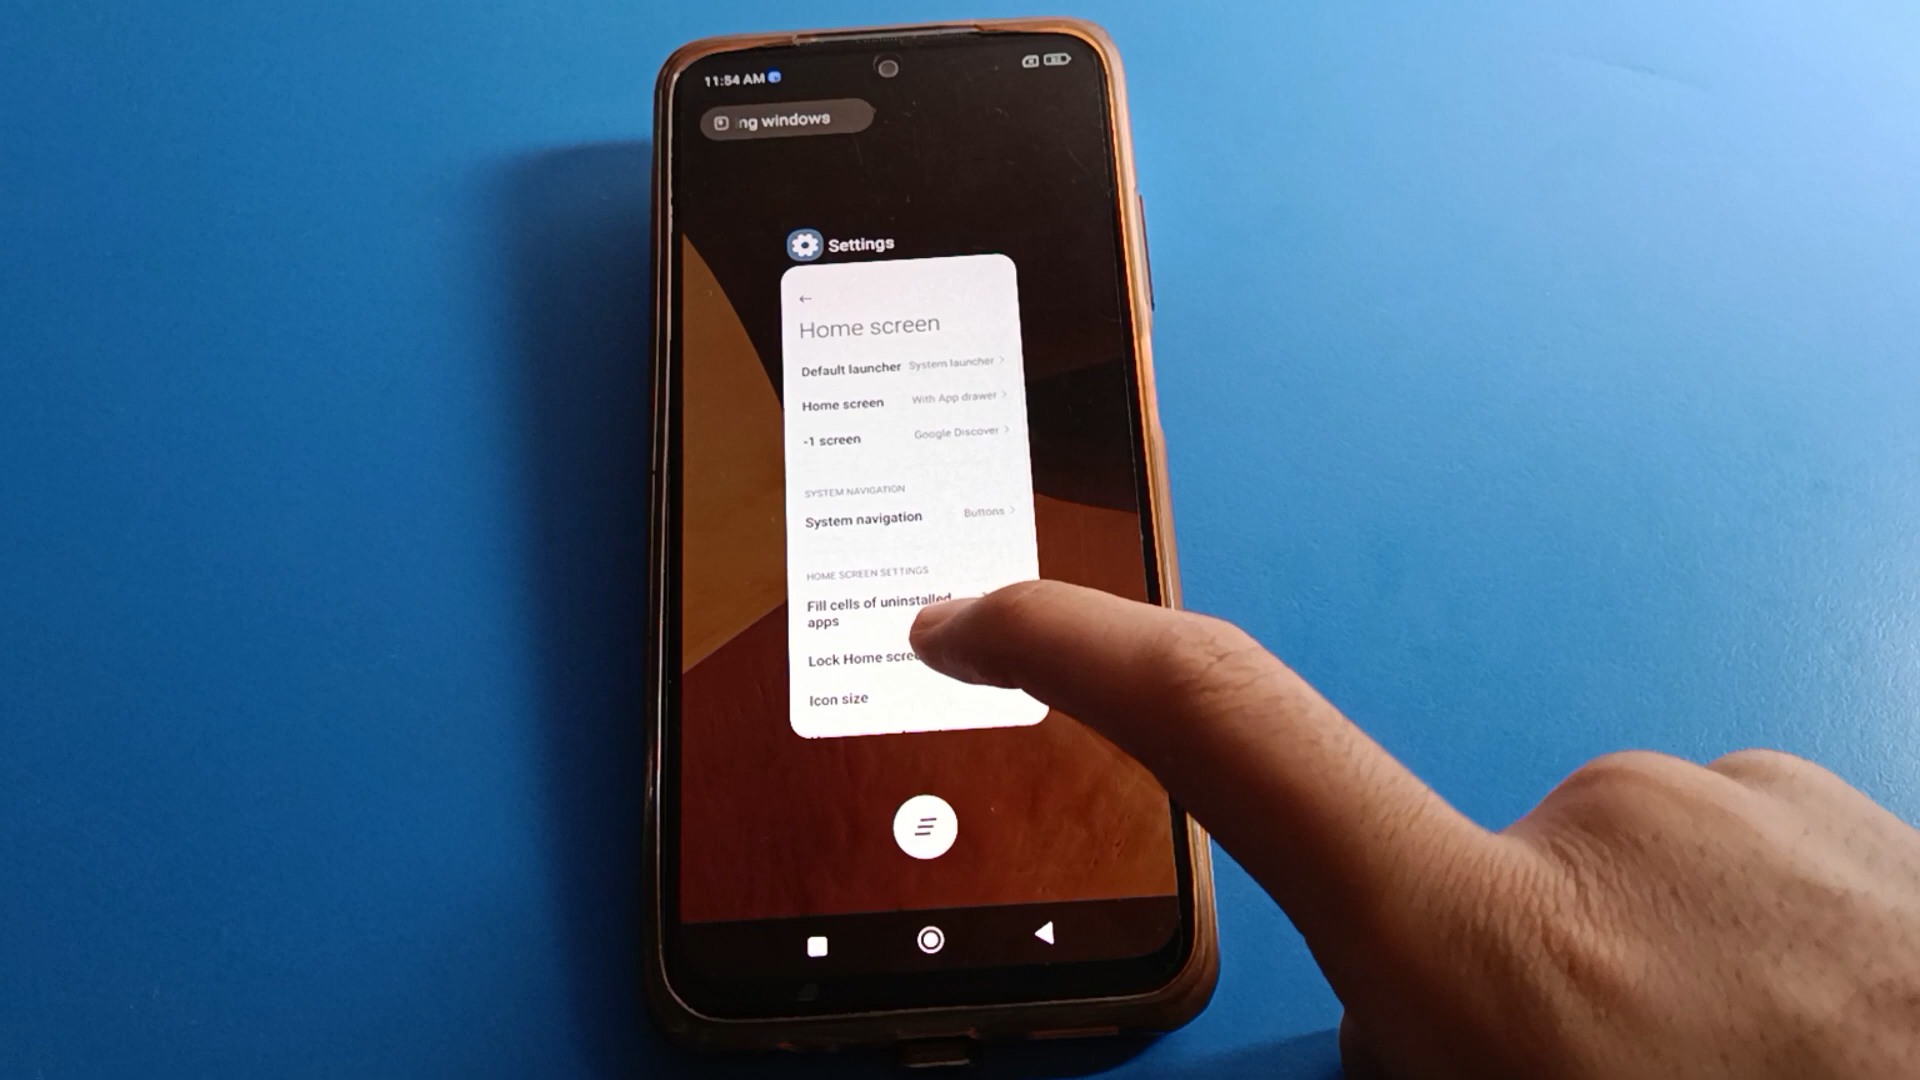 11:54 AM
ng windows
Settings
Home screen
Default launcher System launcher
Home screen With App drawer
-1 screen Google Discover
SYSTEM NAVIGATION
System navigation Buttons
HOME SCREEN SETTINGS
Fill cells of uninstalled
apps
Lock Home scre
Icon size